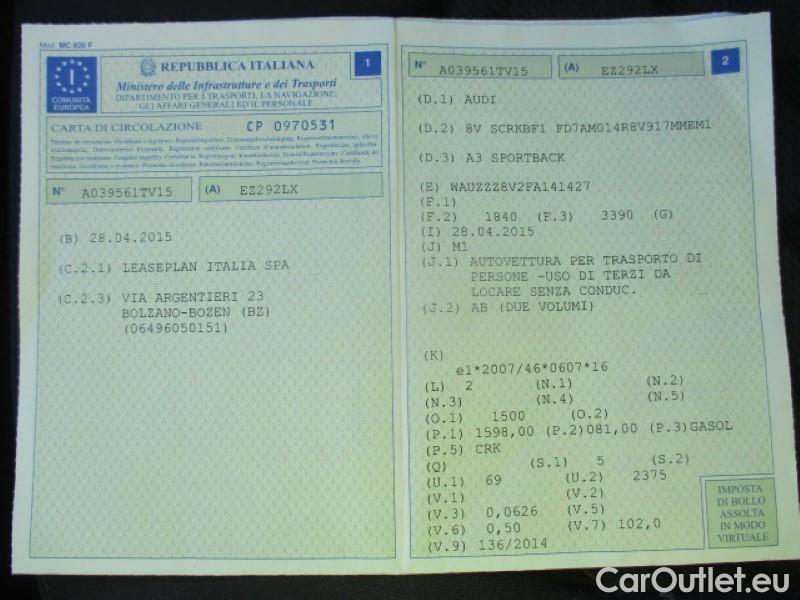 Mod. MC 820 F
I
COMUNITÀ
EUROPEA
REPUBBLICA ITALIANA
1
Ministero delle Infrastrutture e dei Trasporti
DIPARTIMENTO PER I TRASPORTI, LA NAVIGAZIONE,
GLI AFFARI GENERALI ED IL PERSONALE
CARTA DI CIRCOLAZIONE CP 0970531
N° A039561TV15 (A) EZ292LX
(B) 28.04.2015
(C.2.1) LEASEPLAN ITALIA SPA
(C.2.3) VIA ARGENTIERI 23
BOLZANO-BOZEN (BZ)
(06496050151)
N° A039561TV15 (A) EZ292LX 2
(D.1) AUDI
(D.2) 8V SCRKBF1 FD7AM014R8V917MMEM1
(D.3) A3 SPORTBACK
(E) WAUZZZ8V2FA141427
(F.1)
(F.2) 1840 (F.3) 3390 (G)
(I) 28.04.2015
(J) M1
(J.1) AUTOVETTURA PER TRASPORTO DI
PERSONE -USO DI TERZI DA
LOCARE SENZA CONDUC.
(J.2) AB (DUE VOLUMI)
(K)
e1*2007/46*0607*16
(L) 2 (N.1) (N.2)
(N.3) (N.4) (N.5)
(O.1) 1500 (O.2)
(P.1) 1598,00 (P.2)081,00 (P.3)GASOL
(P.5) CRK
(Q) (S.1) 5 (S.2)
(U.1) 69 (U.2) 2375
(V.1) (V.2)
(V.3) 0,0626 (V.5)
(V.6) 0,50 (V.7) 102,0
(V.9) 136/2014
IMPOSTA
DI BOLLO
ASSOLTA
IN MODO
VIRTUALE
CarOutlet.eu